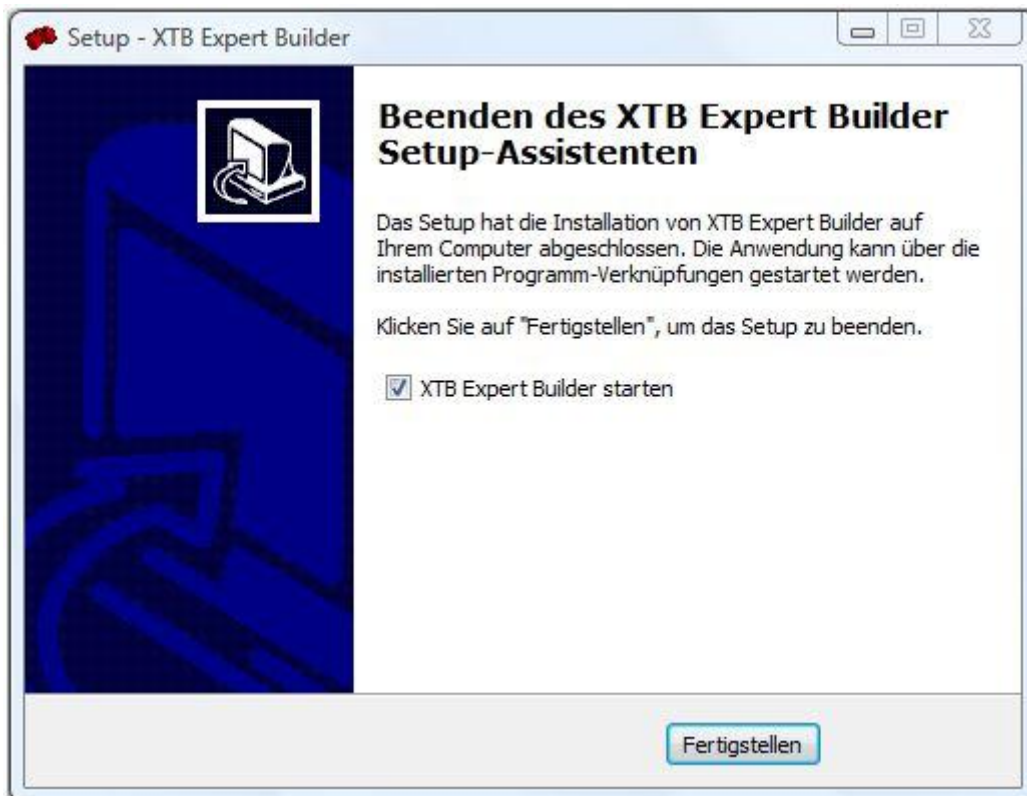 Setup - XTB Expert Builder
Beenden des XTB Expert Builder
Setup-Assistenten
Das Setup hat die Installation von XTB Expert Builder auf
Ihrem Computer abgeschlossen. Die Anwendung kann über die
installierten Programm-Verknüpfungen gestartet werden.
Klicken Sie auf "Fertigstellen", um das Setup zu beenden.
XTB Expert Builder starten
Fertigstellen